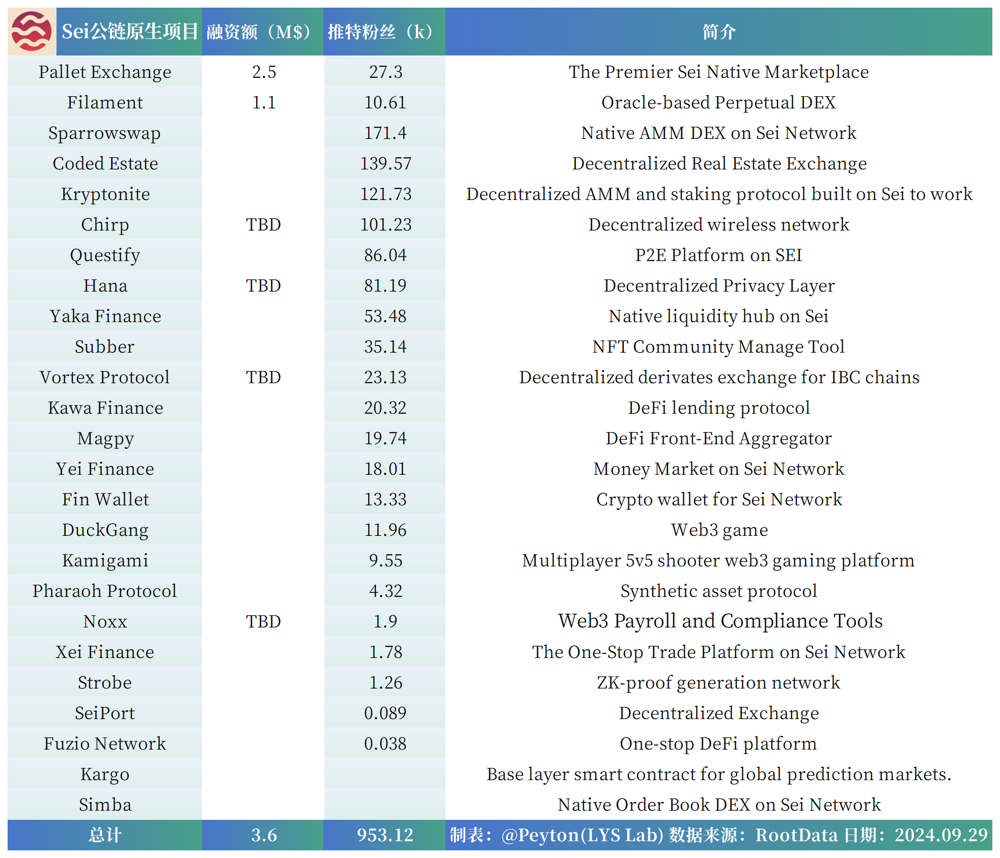 Sei公链原生项目 融资额（M$） 推特粉丝（k） 简介
Pallet Exchange 2.5 27.3 The Premier Sei Native Marketplace
Filament 1.1 10.61 Oracle-based Perpetual DEX
Sparrowswap 171.4 Native AMM DEX on Sei Network
Coded Estate 139.57 Decentralized Real Estate Exchange
Kryptonite 121.73 Decentralized AMM and staking protocol built on Sei to work
Chirp TBD 101.23 Decentralized wireless network
Questify 86.04 P2E Platform on SEI
Hana TBD 81.19 Decentralized Privacy Layer
Yaka Finance 53.48 Native liquidity hub on Sei
Subber 35.14 NFT Community Manage Tool
Vortex Protocol TBD 23.13 Decentralized derivates exchange for IBC chains
Kawa Finance 20.32 DeFi lending protocol
Magpy 19.74 DeFi Front-End Aggregator
Yei Finance 18.01 Money Market on Sei Network
Fin Wallet 13.33 Crypto wallet for Sei Network
DuckGang 11.96 Web3 game
Kamigami 9.55 Multiplayer 5v5 shooter web3 gaming platform
Pharaoh Protocol 4.32 Synthetic asset protocol
Noxx TBD 1.9 Web3 Payroll and Compliance Tools
Xei Finance 1.78 The One-Stop Trade Platform on Sei Network
Strobe 1.26 ZK-proof generation network
SeiPort 0.089 Decentralized Exchange
Fuzio Network 0.038 One-stop DeFi platform
Kargo Base layer smart contract for global prediction markets.
Simba Native Order Book DEX on Sei Network
总计 3.6 953.12 制表：@Peyton(LYS Lab) 数据来源：RootData 日期：2024.09.29